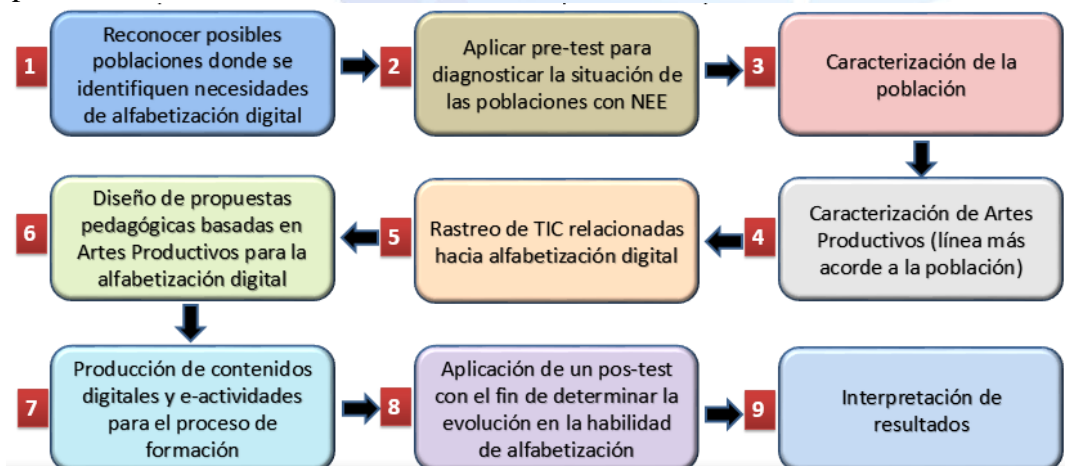 1
Reconocer posibles
poblaciones donde se
identifiquen necesidades
de alfabetización digital
2
Aplicar pre-test para
diagnosticar la situación de
las poblaciones con NEE
3
Caracterización de la
población
4
Caracterización de Artes
Productivos (línea más
acorde a la población)
5
Rastreo de TIC relacionadas
hacia alfabetización digital
6
Diseño de propuestas
pedagógicas basadas en
Artes Productivos para la
alfabetización digital
7
Producción de contenidos
digitales y e-actividades
para el proceso de
formación
8
Aplicación de un pos-test
con el fin de determinar la
evolución en la habilidad
de alfabetización
9
Interpretación de
resultados